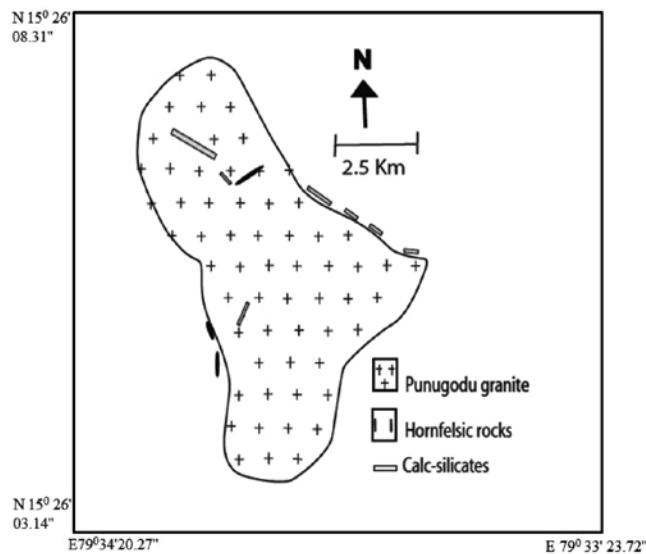 N 15⁰ 26'
08.31"
N
2.5 Km
Punugodu granite
Hornfelsic rocks
Calc-silicates
N 15⁰ 26'
03.14"
E79⁰34'20.27"
E 79⁰ 33' 23.72"